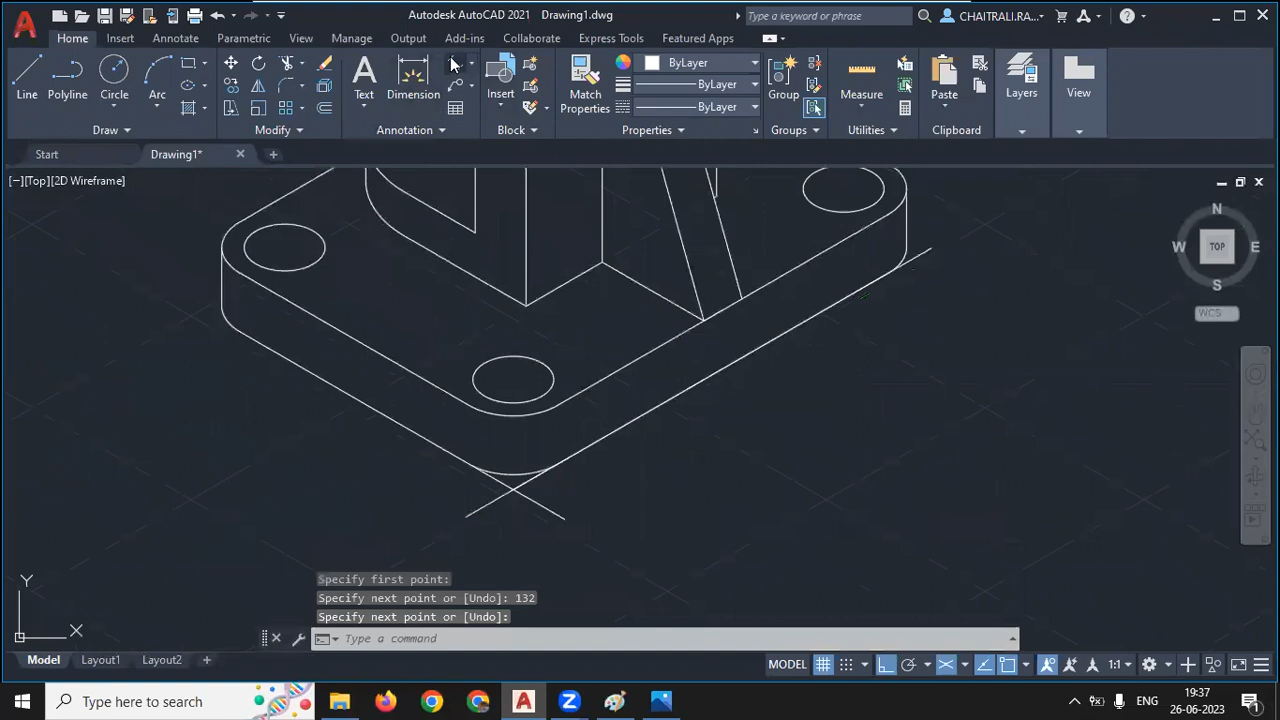 Autodesk AutoCAD 2021 Drawing1.dwg Type a keyword or phrase CHAITRALI.RA...
Home Insert Annotate Parametric View Manage Output Add-ins Collaborate Express Tools Featured Apps
Line Polyline Circle Arc
Text Dimension
Insert
Match Properties
ByLayer
ByLayer
ByLayer
Group
Measure
Paste
Layers
View
Draw Modify Annotation Block Properties Groups Utilities Clipboard
Start Drawing1*
[−][Top][2D Wireframe]
N
W TOP E
S
WCS
Y
X
Specify first point:
Specify next point or [Undo]: 132
Specify next point or [Undo]:
Type a command
Model Layout1 Layout2 MODEL 1:1
Type here to search
ENG
19:37
26-06-2023
1